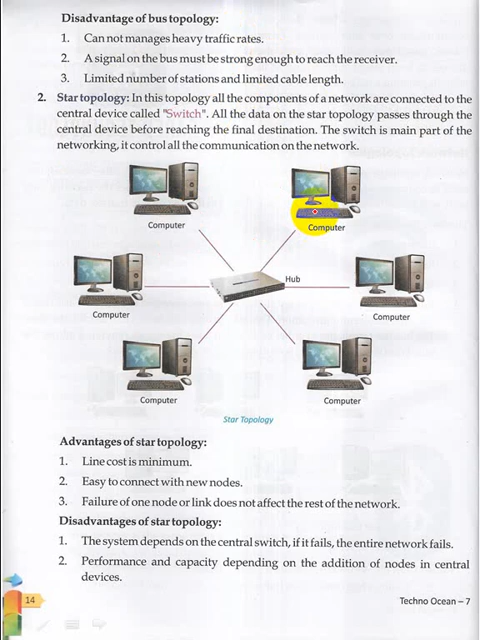 Disadvantage of bus topology:
1. Can not manages heavy traffic rates.
2. A signal on the bus must be strong enough to reach the receiver.
3. Limited number of stations and limited cable length.
2. Star topology: In this topology all the components of a network are connected to the
central device called "Switch". All the data on the star topology passes through the
central device before reaching the final destination. The switch is main part of the
networking, it control all the communication on the network.
Computer
Computer
Hub
Computer
Computer
Computer
Computer
Star Topology
Advantages of star topology:
1. Line cost is minimum.
2. Easy to connect with new nodes.
3. Failure of one node or link does not affect the rest of the network.
Disadvantages of star topology:
1. The system depends on the central switch, if it fails, the entire network fails.
2. Performance and capacity depending on the addition of nodes in central
devices.
14
Techno Ocean – 7